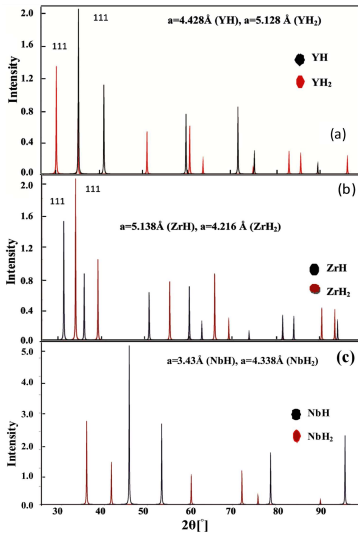 a=4.428Å (YH), a=5.128 Å (YH₂)
111
111
YH
YH₂
(a)
Intensity
2.0
1.6
1.2
0.8
0.4
0.0
(b)
111
111
a=5.138Å (ZrH), a=4.216 Å (ZrH₂)
ZrH
ZrH₂
Intensity
2.0
1.6
1.2
0.8
0.4
0.0
(c)
a=3.43Å (NbH), a=4.338Å (NbH₂)
NbH
NbH₂
Intensity
5.0
4.0
3.0
2.0
1.0
0.0
30 40 50 60 70 80 90
2θ[°]